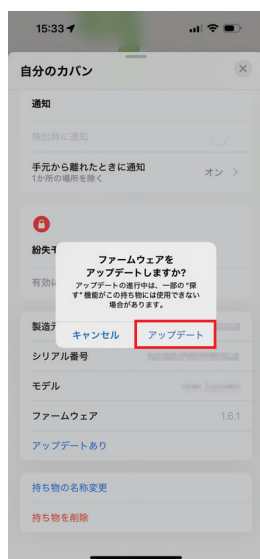 15:33
自分のカバン
通知
検出時に通知
手元から離れたときに通知
1か所の場所を除く
オン
紛失モ
有効に
ファームウェアを
アップデートしますか?
アップデートの進行中は、一部の"探
す"機能がこの持ち物には使用できない
場合があります。
キャンセル
アップデート
製造元
シリアル番号
モデル
ファームウェア
1.6.1
アップデートあり
持ち物の名称変更
持ち物を削除